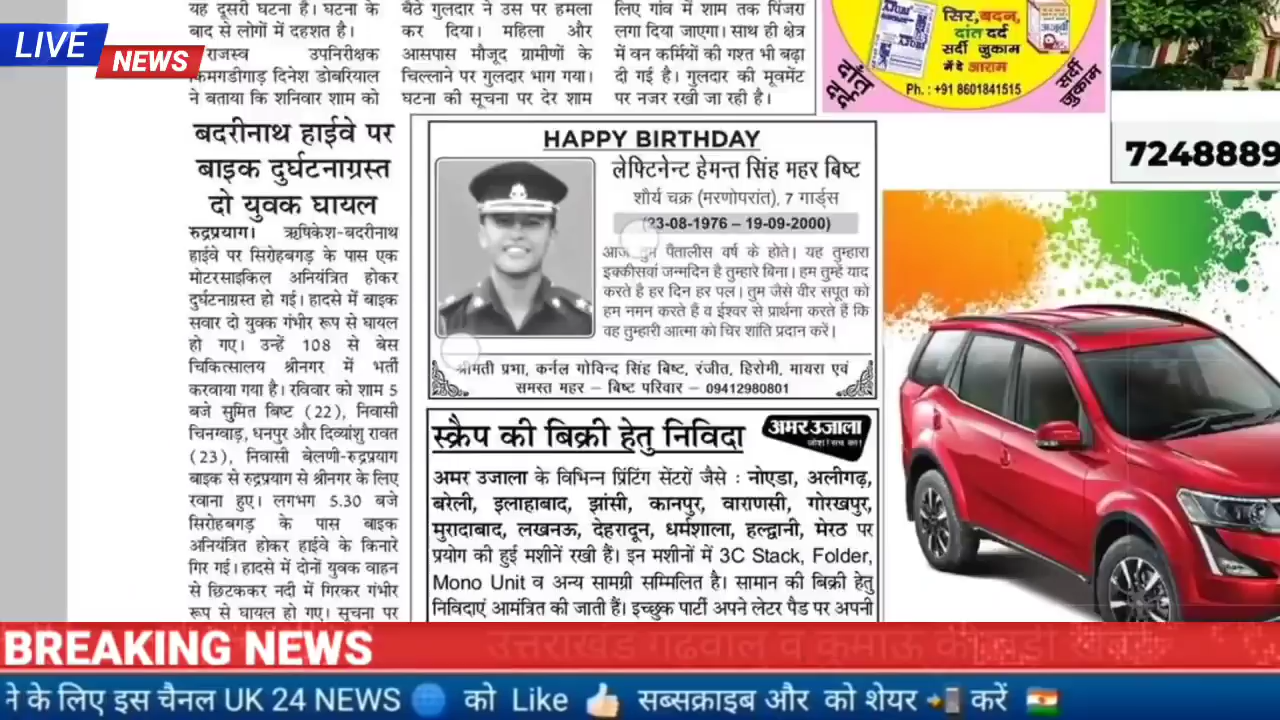 LIVE
NEWS
यह दूसरी घटना है। घटना के
बाद से लोगों में दहशत है।
राजस्व उपनिरीक्षक
किमगडीगाड़ दिनेश डोबरियाल
ने बताया कि शनिवार शाम को
बैठे गुलदार ने उस पर हमला
कर दिया। महिला और
आसपास मौजूद ग्रामीणों के
चिल्लाने पर गुलदार भाग गया।
घटना की सूचना पर देर शाम
लिए गांव में शाम तक पिंजरा
लगा दिया जाएगा। साथ ही क्षेत्र
में वन कर्मियों की गश्त भी बढ़ा
दी गई है। गुलदार की मूवमेंट
पर नजर रखी जा रही है।
सिर, बदन,
दांत दर्द
सर्दी जुकाम
में दे आराम
Ph. : +91 8601841515
दांत
सर्दी
जुकाम
7248889
बदरीनाथ हाईवे पर
बाइक दुर्घटनाग्रस्त
दो युवक घायल
रुद्रप्रयाग। ऋषिकेश-बदरीनाथ
हाईवे पर सिरोहबगड़ के पास एक
मोटरसाइकिल अनियंत्रित होकर
दुर्घटनाग्रस्त हो गई। हादसे में बाइक
सवार दो युवक गंभीर रूप से घायल
हो गए। उन्हें 108 से बेस
चिकित्सालय श्रीनगर में भर्ती
करवाया गया है। रविवार को शाम 5
बजे सुमित बिष्ट (22), निवासी
चिनग्वाड़, धनपुर और दिव्यांशु रावत
(23), निवासी बेलणी-रुद्रप्रयाग
बाइक से रुद्रप्रयाग से श्रीनगर के लिए
रवाना हुए। लगभग 5.30 बजे
सिरोहबगड़ के पास बाइक
अनियंत्रित होकर हाईवे के किनारे
गिर गई। हादसे में दोनों युवक वाहन
से छिटककर नदी में गिरकर गंभीर
रूप से घायल हो गए। सूचना पर
HAPPY BIRTHDAY
लेफ्टिनेन्ट हेमन्त सिंह महर बिष्ट
शौर्य चक्र (मरणोपरांत), 7 गार्ड्स
(23-08-1976 – 19-09-2000)
आज तुम पैंतालीस वर्ष के होते। यह तुम्हारा
इक्कीसवां जन्मदिन है तुम्हारे बिना। हम तुम्हें याद
करते है हर दिन हर पल। तुम जैसे वीर सपूत को
हम नमन करते है व ईश्वर से प्रार्थना करते हैं कि
वह तुम्हारी आत्मा को चिर शांति प्रदान करें।
श्रीमती प्रभा, कर्नल गोविन्द सिंह बिष्ट, रंजीत, हिरोमी, मायरा एवं
समस्त महर – बिष्ट परिवार – 09412980801
स्क्रैप की बिक्री हेतु निविदा
अमर उजाला
जोश सच का!
अमर उजाला के विभिन्न प्रिंटिंग सेंटरों जैसे : नोएडा, अलीगढ़,
बरेली, इलाहाबाद, झांसी, कानपुर, वाराणसी, गोरखपुर,
मुरादाबाद, लखनऊ, देहरादून, धर्मशाला, हल्द्वानी, मेरठ पर
प्रयोग की हुई मशीनें रखी हैं। इन मशीनों में 3C Stack, Folder,
Mono Unit व अन्य सामग्री सम्मिलित है। सामान की बिक्री हेतु
निविदाएं आमंत्रित की जाती हैं। इच्छुक पार्टी अपने लेटर पैड पर अपनी
BREAKING NEWS
उत्तराखंड गढवाल व कुमाऊ की बड़ी खबरे
ने के लिए इस चैनल UK 24 NEWS 🌐 को Like 👍 सब्सक्राइब और को शेयर 📲 करें 🇮🇳